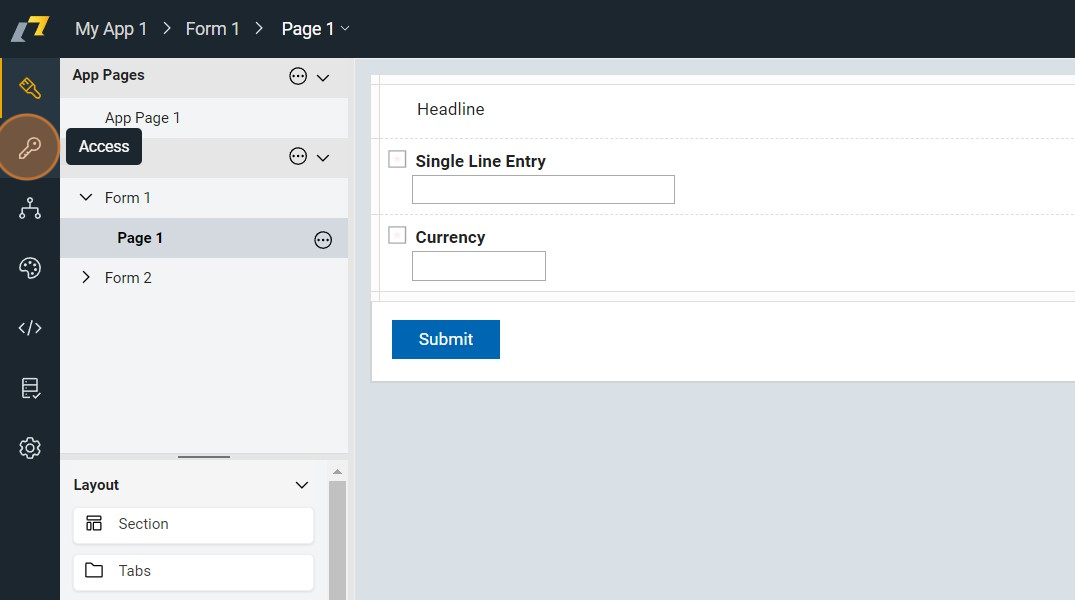 My App 1 > Form 1 > Page 1
App Pages
App Page 1
Access
Form 1
Page 1
Form 2
Layout
Section
Tabs
Headline
Single Line Entry
Currency
Submit